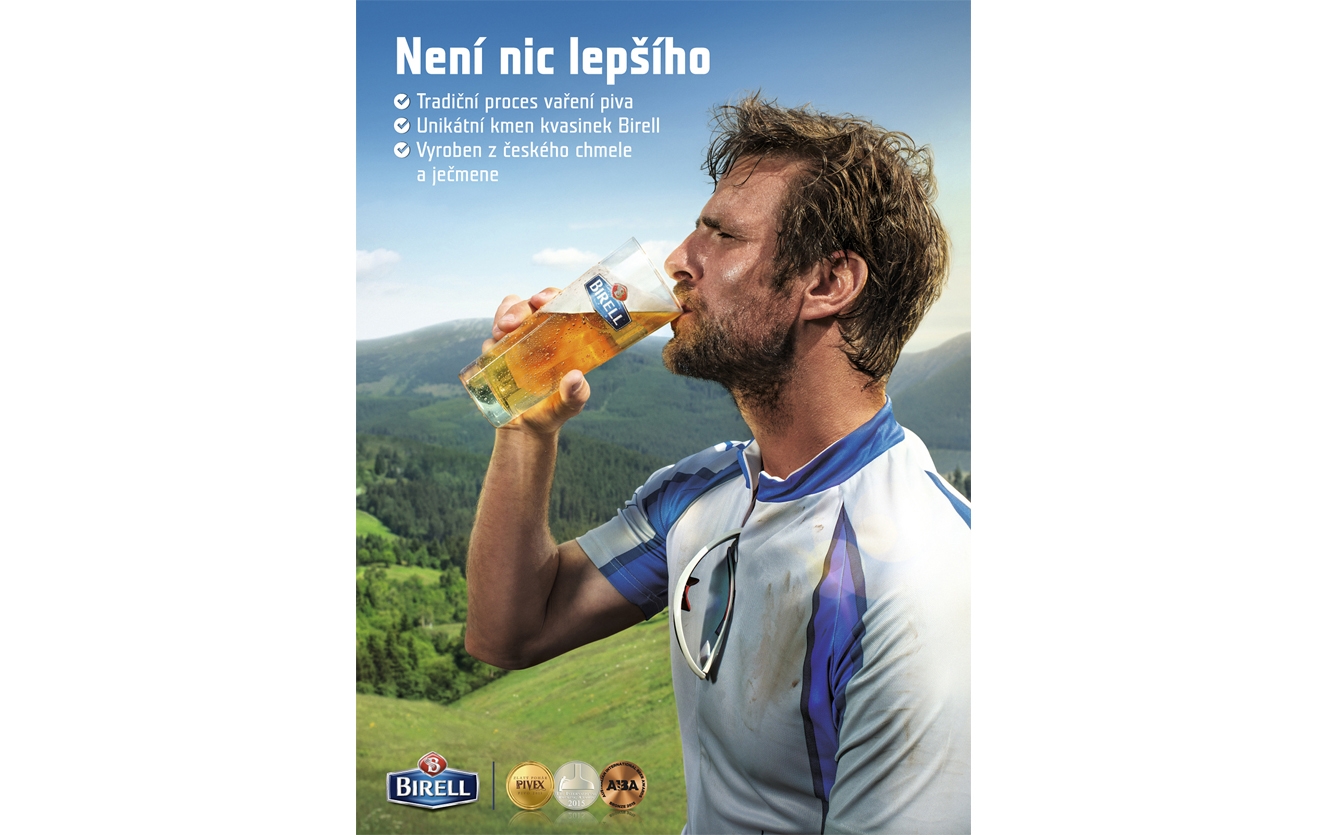 Není nic lepšího
Tradiční proces vaření piva
Unikátní kmen kvasinek Birell
Vyroben z českého chmele
a ječmene
BIRELL
B
BIRELL
PIVEX
2015